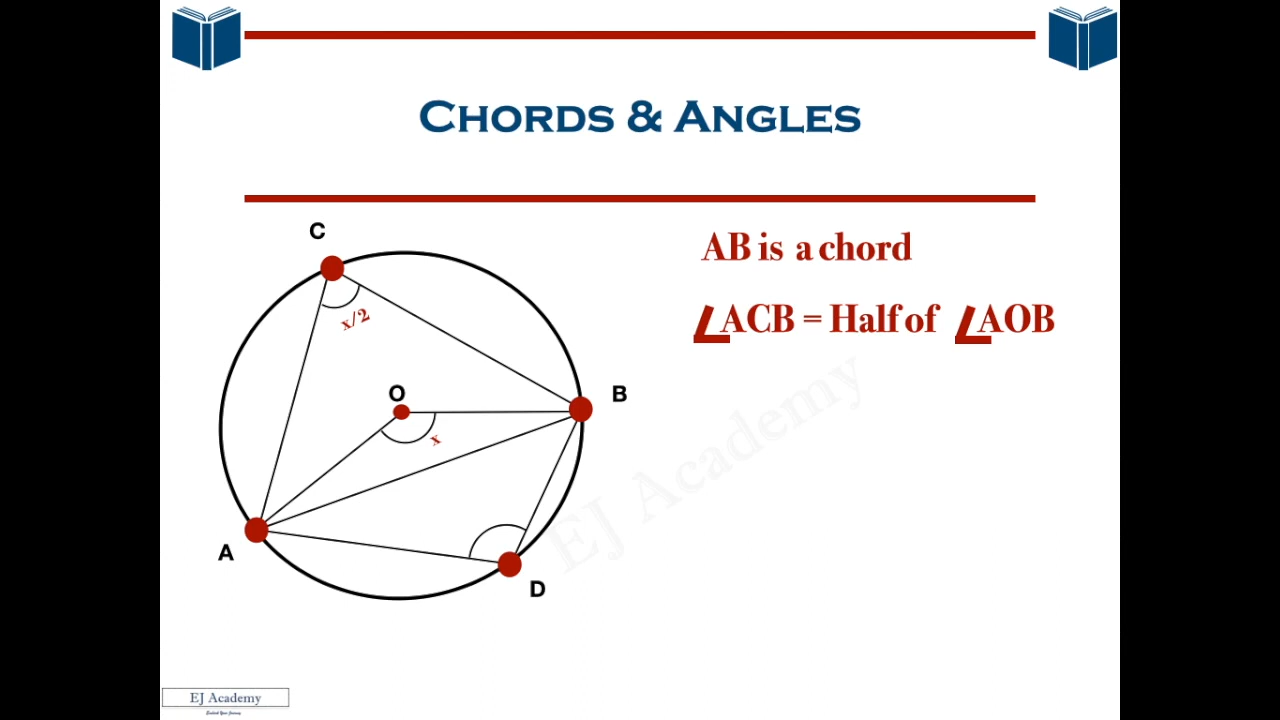 CHORDS & ANGLES
C
AB is a chord
x/2
∠ACB = Half of ∠AOB
O
B
x
A
D
EJ Academy
EJ Academy